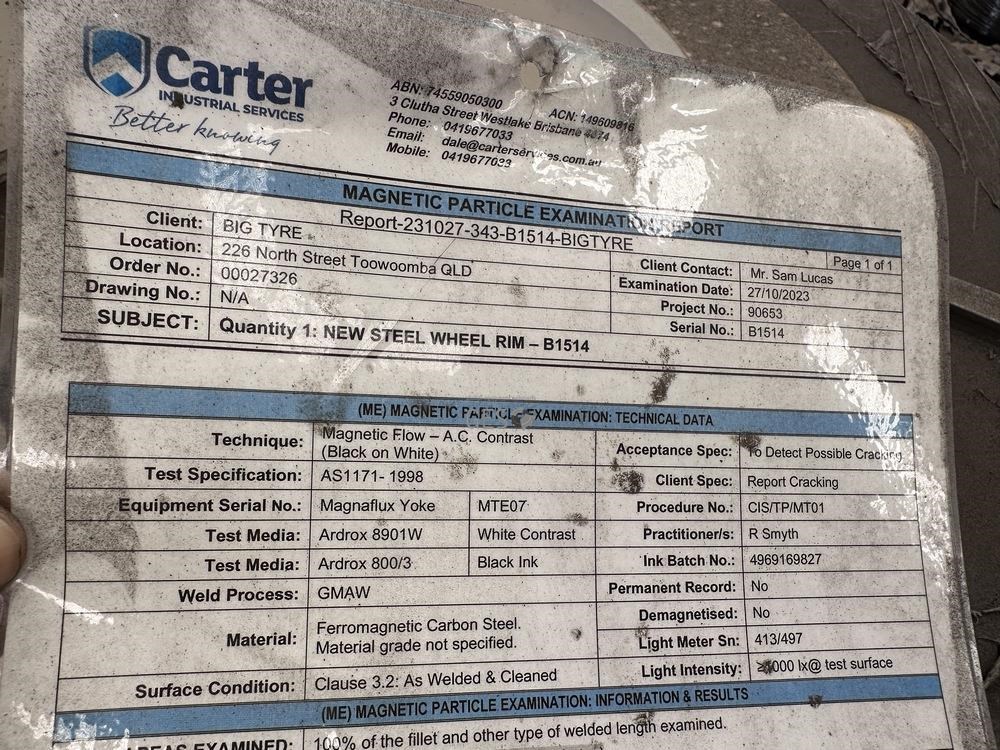 Carter
INDUSTRIAL SERVICES
Better knowing
ABN: 74559050300 ACN: 149609816
3 Clutha Street Westlake Brisbane 4074
Phone: 0419677033
Email: dale@carterservices.com.au
Mobile: 0419677033
MAGNETIC PARTICLE EXAMINATION REPORT
Report-231027-343-B1514-BIGTYRE
Page 1 of 1
Client: BIG TYRE Client Contact: Mr. Sam Lucas
Location: 226 North Street Toowoomba QLD Examination Date: 27/10/2023
Order No.: 00027326 Project No.: 90653
Drawing No.: N/A Serial No.: B1514
SUBJECT: Quantity 1: NEW STEEL WHEEL RIM – B1514
(ME) MAGNETIC PARTICLE EXAMINATION: TECHNICAL DATA
Technique: Magnetic Flow – A.C. Contrast
(Black on White)
Acceptance Spec: To Detect Possible Cracking
Test Specification: AS1171- 1998 Client Spec: Report Cracking
Equipment Serial No.: Magnaflux Yoke MTE07 Procedure No.: CIS/TP/MT01
Test Media: Ardrox 8901W White Contrast Practitioner/s: R Smyth
Test Media: Ardrox 800/3 Black Ink Ink Batch No.: 4969169827
Weld Process: GMAW Permanent Record: No
Demagnetised: No
Material: Ferromagnetic Carbon Steel.
Material grade not specified.
Light Meter Sn: 413/497
Surface Condition: Clause 3.2: As Welded & Cleaned Light Intensity: lx@ test surface
(ME) MAGNETIC PARTICLE EXAMINATION: INFORMATION & RESULTS
AREAS EXAMINED: 100% of the fillet and other type of welded length examined.